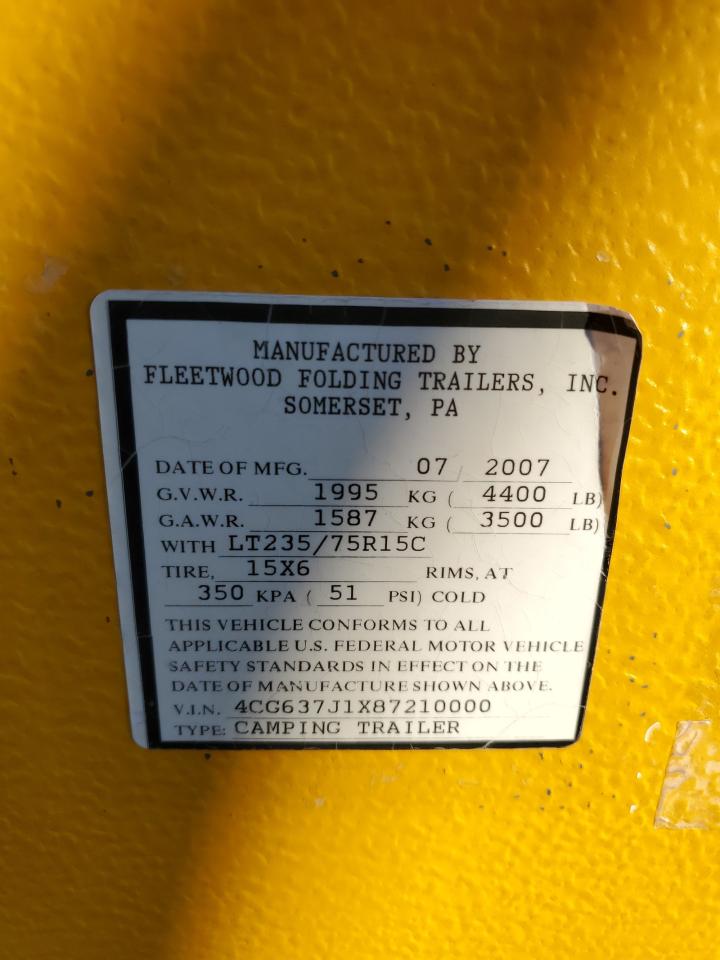 MANUFACTURED BY
FLEETWOOD FOLDING TRAILERS, INC.
SOMERSET, PA
DATE OF MFG. 07 2007
G.V.W.R. 1995 KG ( 4400 LB)
G.A.W.R. 1587 KG ( 3500 LB)
WITH LT235/75R15C
TIRE, 15X6 RIMS, AT
350 KPA ( 51 PSI) COLD
THIS VEHICLE CONFORMS TO ALL
APPLICABLE U.S. FEDERAL MOTOR VEHICLE
SAFETY STANDARDS IN EFFECT ON THE
DATE OF MANUFACTURE SHOWN ABOVE.
V.I.N. 4CG637J1X87210000
TYPE: CAMPING TRAILER